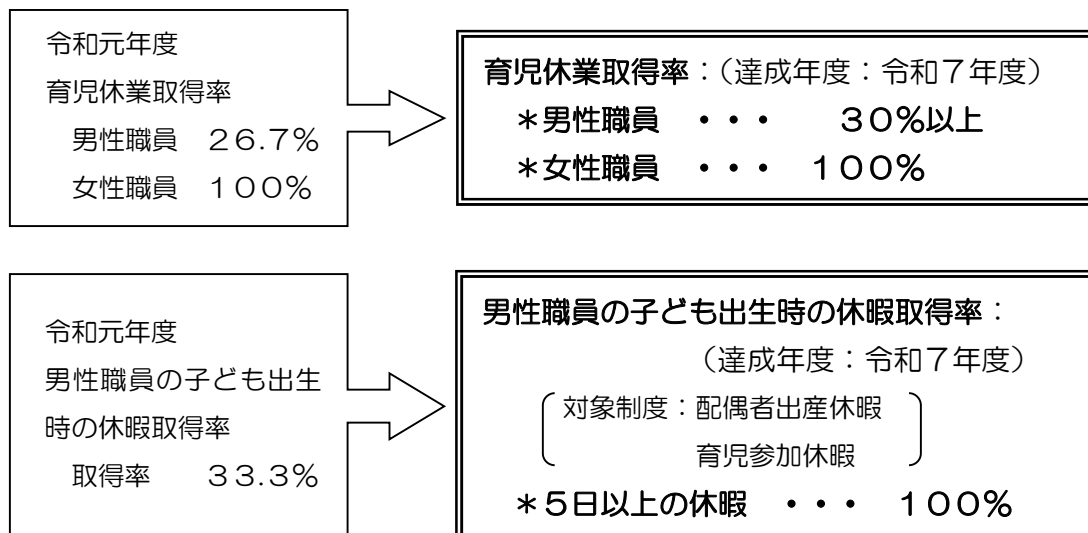 令和元年度
育児休業取得率
男性職員 26.7%
女性職員 100%
育児休業取得率：（達成年度：令和７年度）
＊男性職員 ・・・ ３０%以上
＊女性職員 ・・・ １００%
令和元年度
男性職員の子ども出生
時の休暇取得率
取得率 33.3%
男性職員の子ども出生時の休暇取得率：
（達成年度：令和７年度）
対象制度：配偶者出産休暇
育児参加休暇
＊５日以上の休暇 ・・・ １００%